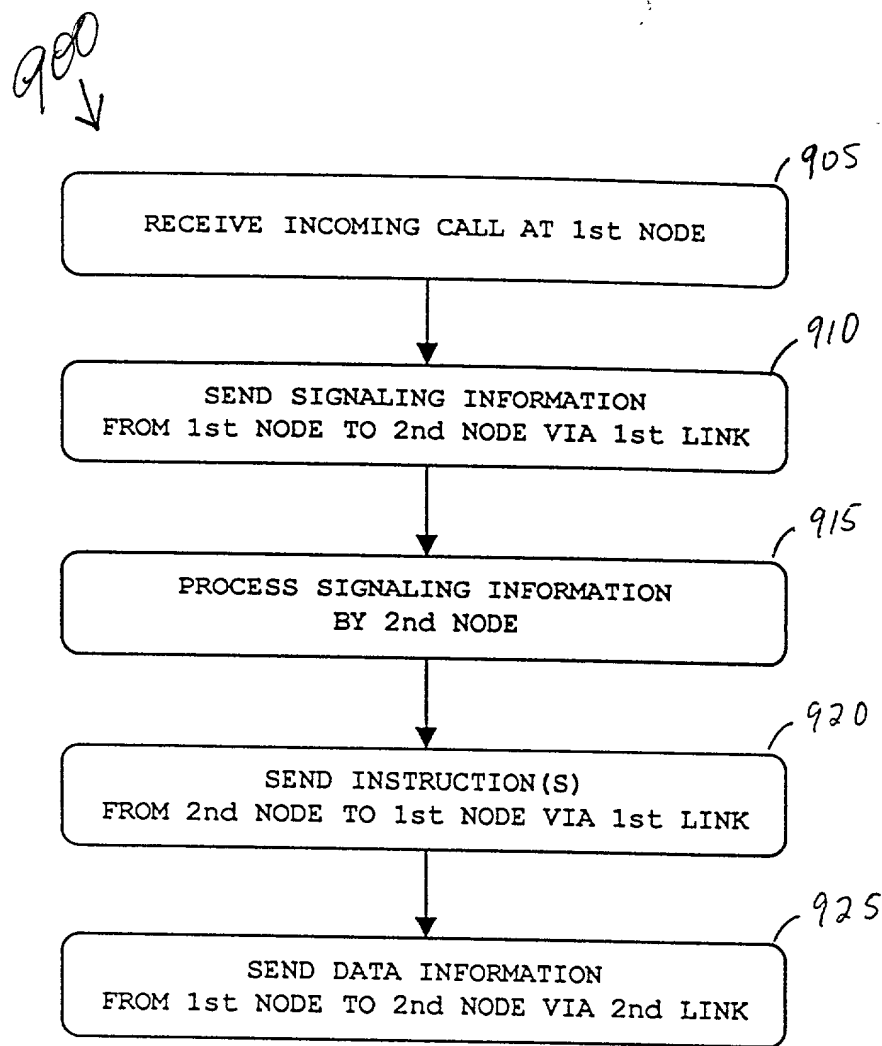 900
905
RECEIVE INCOMING CALL AT 1st NODE
910
SEND SIGNALING INFORMATION
FROM 1st NODE TO 2nd NODE VIA 1st LINK
915
PROCESS SIGNALING INFORMATION
BY 2nd NODE
920
SEND INSTRUCTION(S)
FROM 2nd NODE TO 1st NODE VIA 1st LINK
925
SEND DATA INFORMATION
FROM 1st NODE TO 2nd NODE VIA 2nd LINK